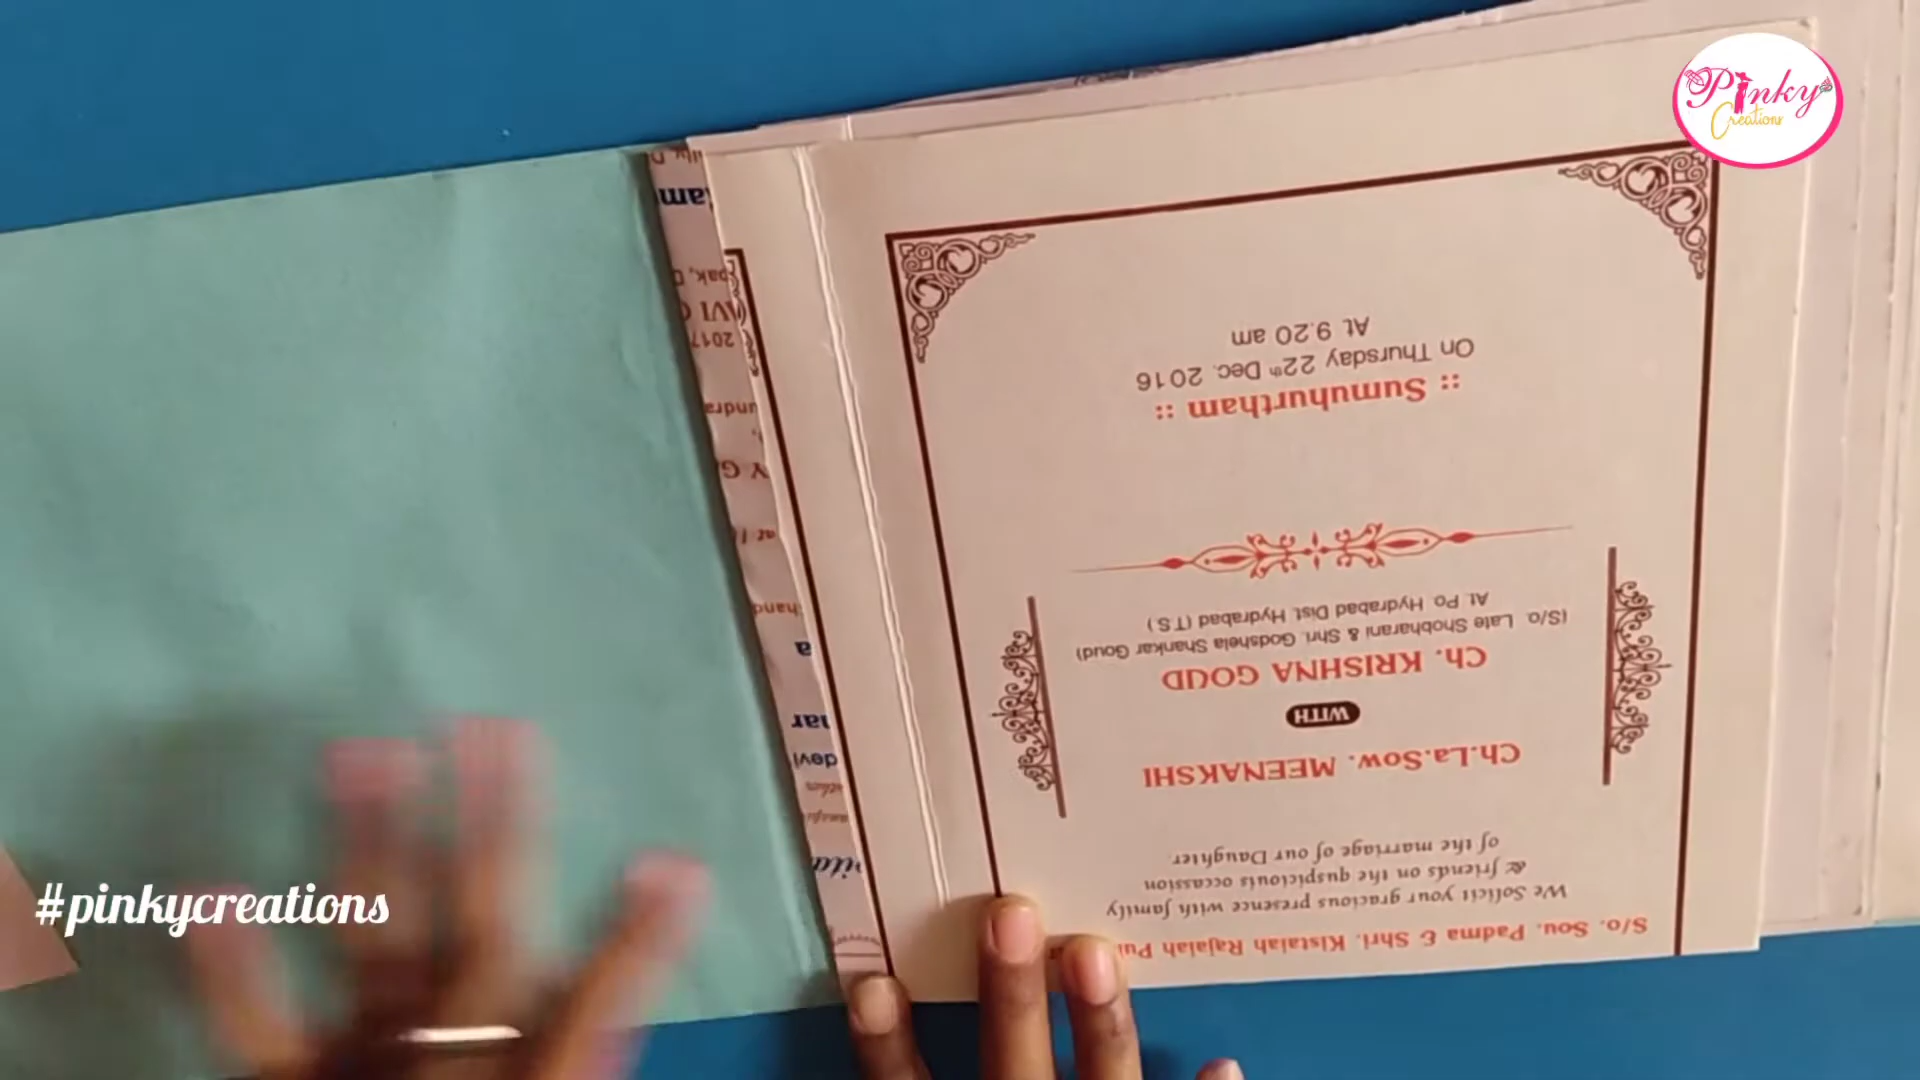 Pinky
Creations
S/o. Sou. Padma & Shri. Kistaiah Rajaiah
We Solicit your gracious presence with family
& friends on the auspicious occassion
of the marriage of our Daughter.
Ch.La.Sow. MEENAKSHI
WITH
Ch. KRISHNA GOUD
(S/o. Late Shobharani & Shri. Godshela Shankar Goud)
At. Po. Hydrabad Dist. Hydrabad (T.S.)
:: Sumuhurtham ::
On Thursday 22th Dec. 2016
At 9.20 am
2017
#pinkycreations